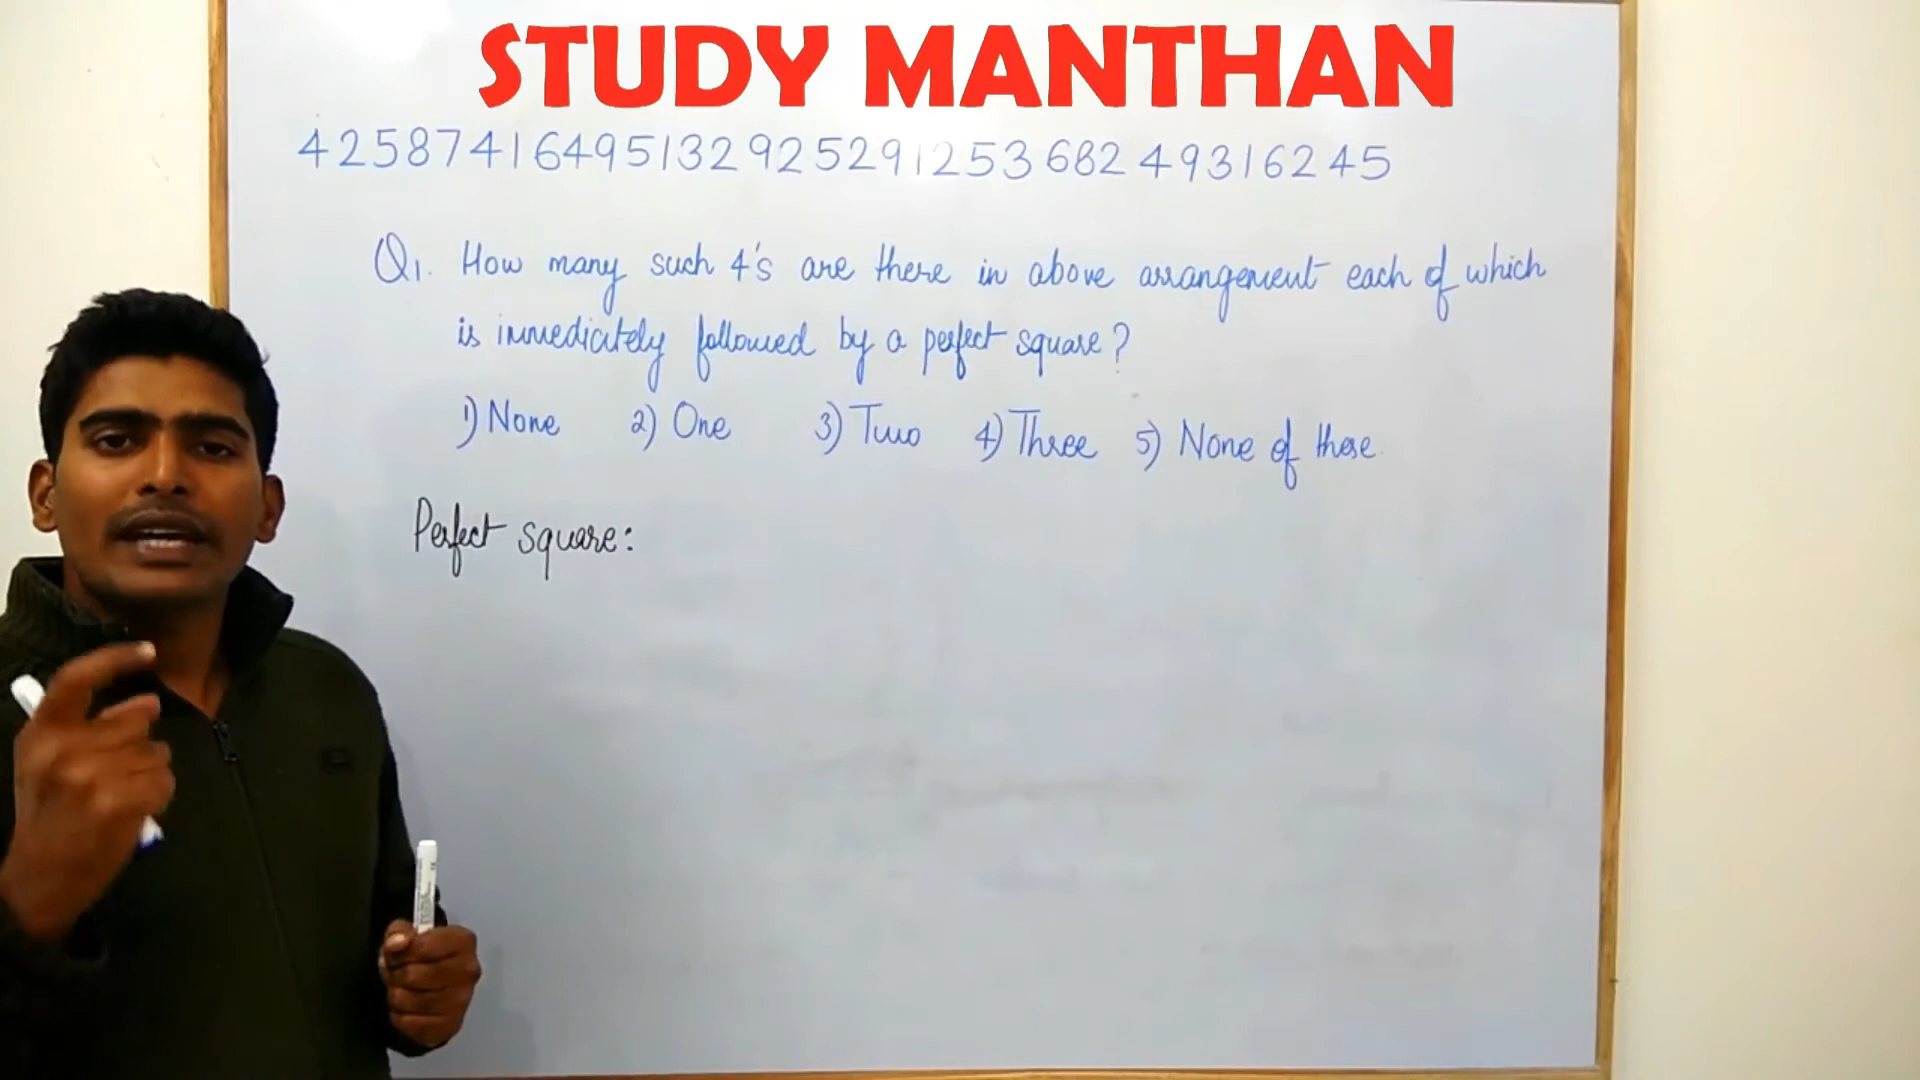 STUDY MANTHAN
4258741649513292529125368249316245
Q1. How many such 4's are there in above arrangement each of which
is immediately followed by a perfect square?
1) None 2) One 3) Two 4) Three 5) None of these.
Perfect square: